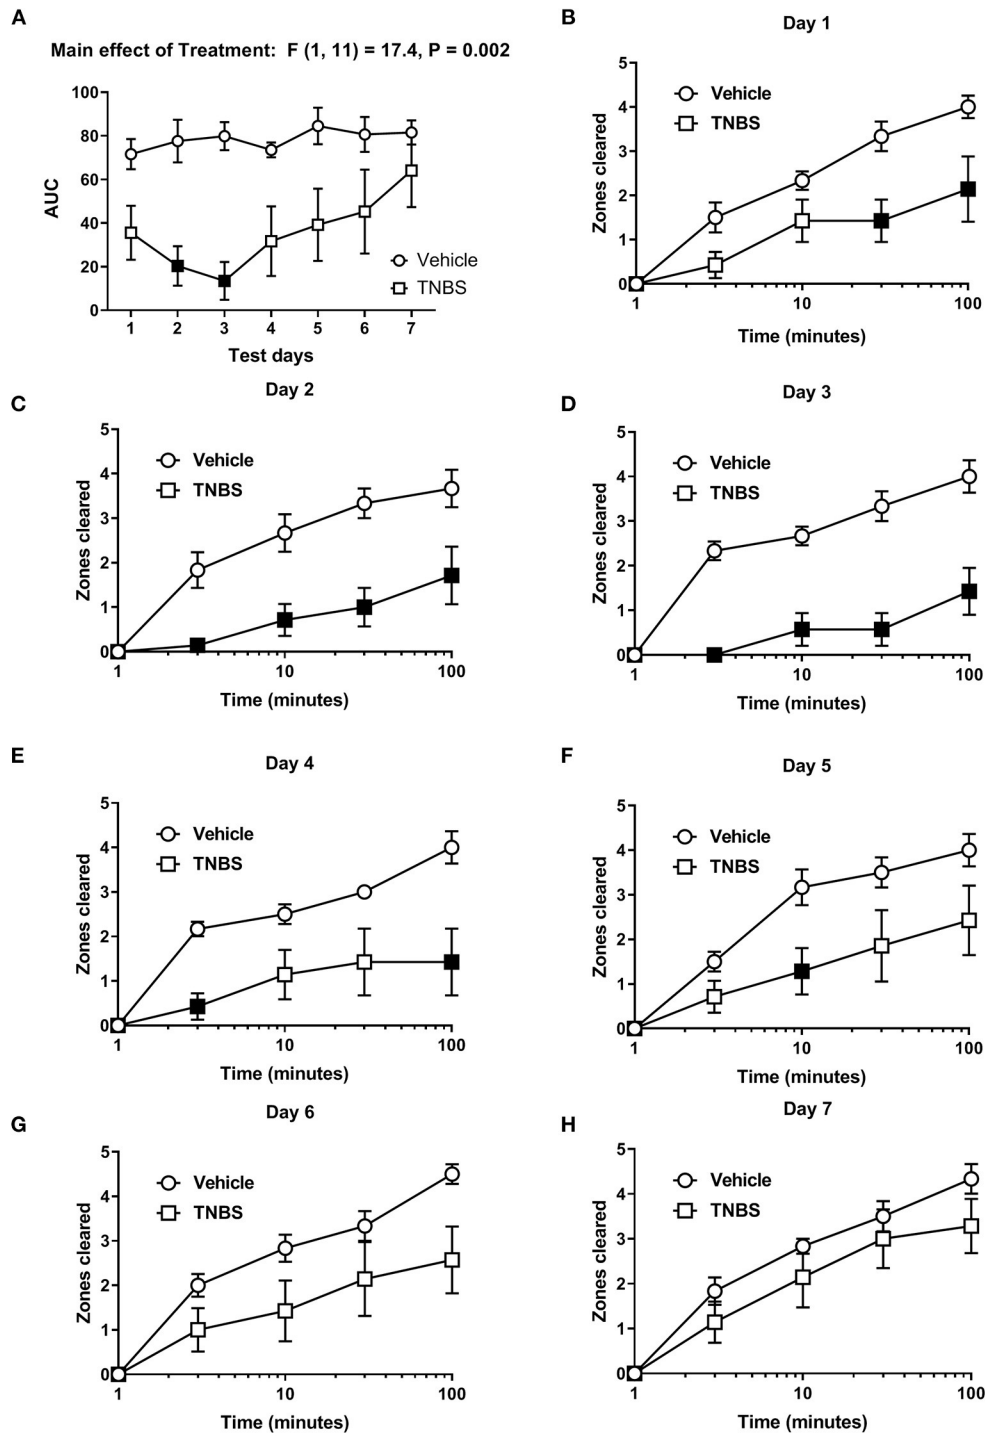 A
Main effect of Treatment: F (1, 11) = 17.4, P = 0.002
100
80
60
40
20
0
AUC
Vehicle
TNBS
1 2 3 4 5 6 7
Test days
B
Day 1
5
4
3
2
1
0
Zones cleared
Vehicle
TNBS
1 10 100
Time (minutes)
C
Day 2
5
4
3
2
1
0
Zones cleared
Vehicle
TNBS
1 10 100
Time (minutes)
D
Day 3
5
4
3
2
1
0
Zones cleared
Vehicle
TNBS
1 10 100
Time (minutes)
E
Day 4
5
4
3
2
1
0
Zones cleared
Vehicle
TNBS
1 10 100
Time (minutes)
F
Day 5
5
4
3
2
1
0
Zones cleared
Vehicle
TNBS
1 10 100
Time (minutes)
G
Day 6
5
4
3
2
1
0
Zones cleared
Vehicle
TNBS
1 10 100
Time (minutes)
H
Day 7
5
4
3
2
1
0
Zones cleared
Vehicle
TNBS
1 10 100
Time (minutes)